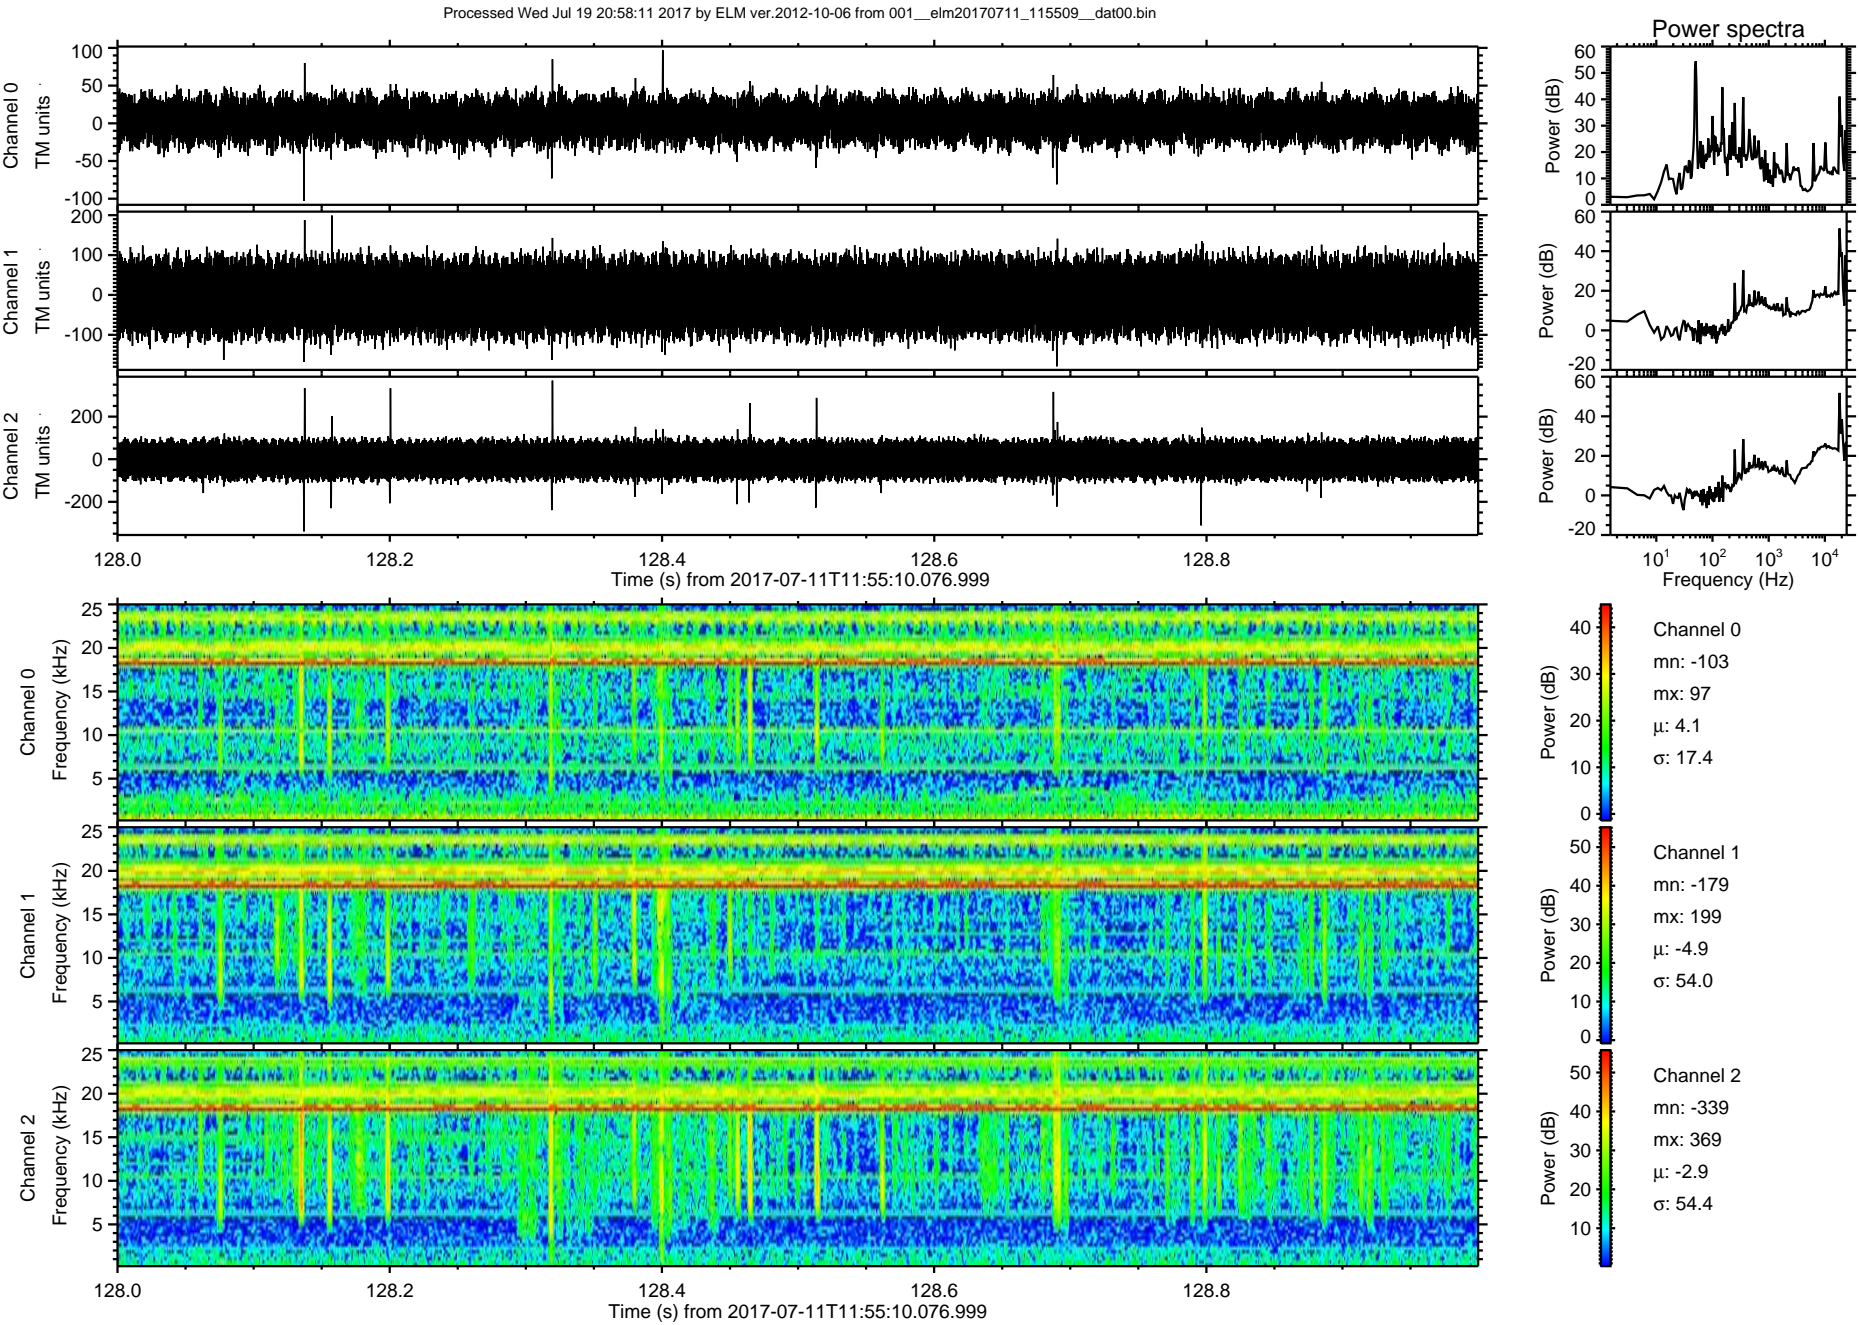 Processed Wed Jul 19 20:58:11 2017 by ELM ver.2012-10-06 from 001__elm20170711_115509__dat00.bin
Power spectra
Channel 0
TM units
100
50
0
-50
-100
Power (dB)
60
50
40
30
20
10
0
Channel 1
TM units
200
100
0
-100
Power (dB)
60
40
20
0
-20
Channel 2
TM units
200
0
-200
Power (dB)
60
40
20
0
-20
128.0 128.2 128.4 128.6 128.8
Time (s) from 2017-07-11T11:55:10.076.999
10^1 10^2 10^3 10^4
Frequency (Hz)
Channel 0
Frequency (kHz)
25
20
15
10
5
Power (dB)
40
30
20
10
0
Channel 0
mn: -103
mx: 97
μ: 4.1
σ: 17.4
Channel 1
Frequency (kHz)
25
20
15
10
5
Power (dB)
50
40
30
20
10
0
Channel 1
mn: -179
mx: 199
μ: -4.9
σ: 54.0
Channel 2
Frequency (kHz)
25
20
15
10
5
Power (dB)
50
40
30
20
10
Channel 2
mn: -339
mx: 369
μ: -2.9
σ: 54.4
128.0 128.2 128.4 128.6 128.8
Time (s) from 2017-07-11T11:55:10.076.999